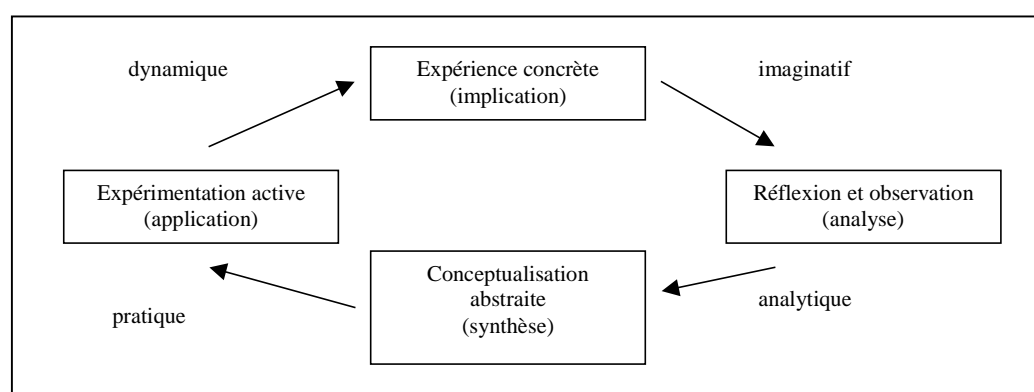 dynamique
Expérience concrète
(implication)
imaginatif
Expérimentation active
(application)
Réflexion et observation
(analyse)
Conceptualisation
abstraite
(synthèse)
pratique
analytique